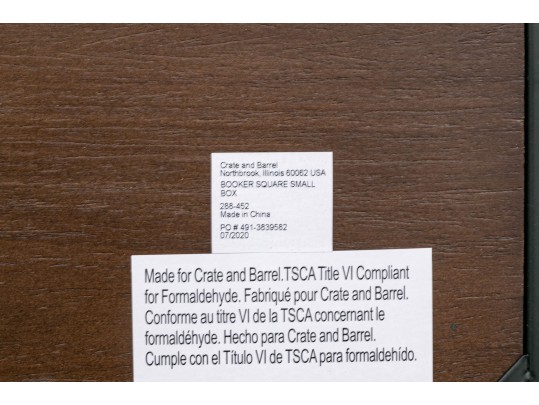 Crate and Barrel
Northbrook, Illinois 60062 USA
BOOKER SQUARE SMALL
BOX
286-452
Made in China
PO # 491-3839582
07/2020
Made for Crate and Barrel.TSCA Title VI Compliant
for Formaldehyde. Fabriqué pour Crate and Barrel.
Conforme au titre VI de la TSCA concernant le
formaldéhyde. Hecho para Crate and Barrel.
Cumple con el Título VI de TSCA para formaldehído.